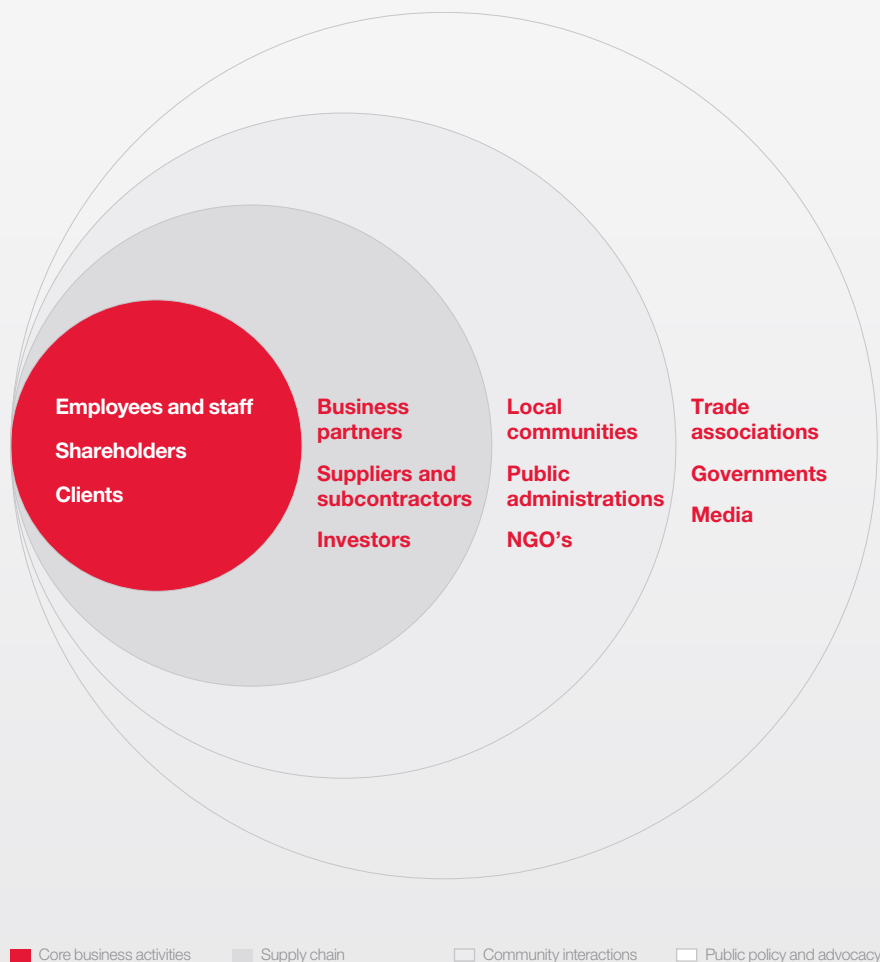 Employees and staff
Shareholders
Clients
Business
partners
Suppliers and
subcontractors
Investors
Local
communities
Public
administrations
NGO's
Trade
associations
Governments
Media
Core business activities
Supply chain
Community interactions
Public policy and advocacy